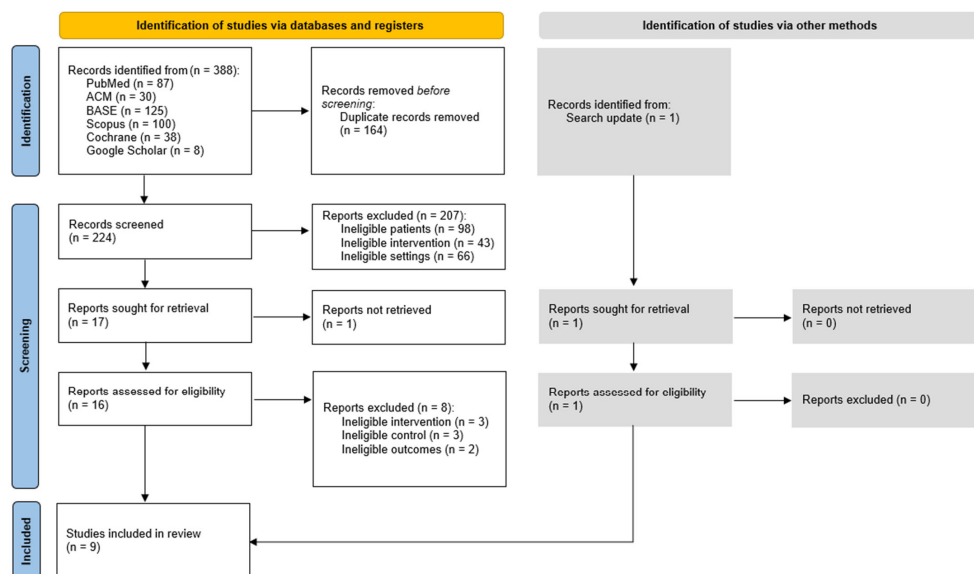 Identification of studies via databases and registers
Identification of studies via other methods
Identification
Records identified from (n = 388):
PubMed (n = 87)
ACM (n = 30)
BASE (n = 125)
Scopus (n = 100)
Cochrane (n = 38)
Google Scholar (n = 8)
Records removed before
screening:
Duplicate records removed
(n = 164)
Records identified from:
Search update (n = 1)
Screening
Records screened
(n = 224)
Reports excluded (n = 207):
Ineligible patients (n = 98)
Ineligible intervention (n = 43)
Ineligible settings (n = 66)
Reports sought for retrieval
(n = 17)
Reports not retrieved
(n = 1)
Reports sought for retrieval
(n = 1)
Reports not retrieved
(n = 0)
Reports assessed for eligibility
(n = 16)
Reports excluded (n = 8):
Ineligible intervention (n = 3)
Ineligible control (n = 3)
Ineligible outcomes (n = 2)
Reports assessed for eligibility
(n = 1)
Reports excluded (n = 0)
Included
Studies included in review
(n = 9)